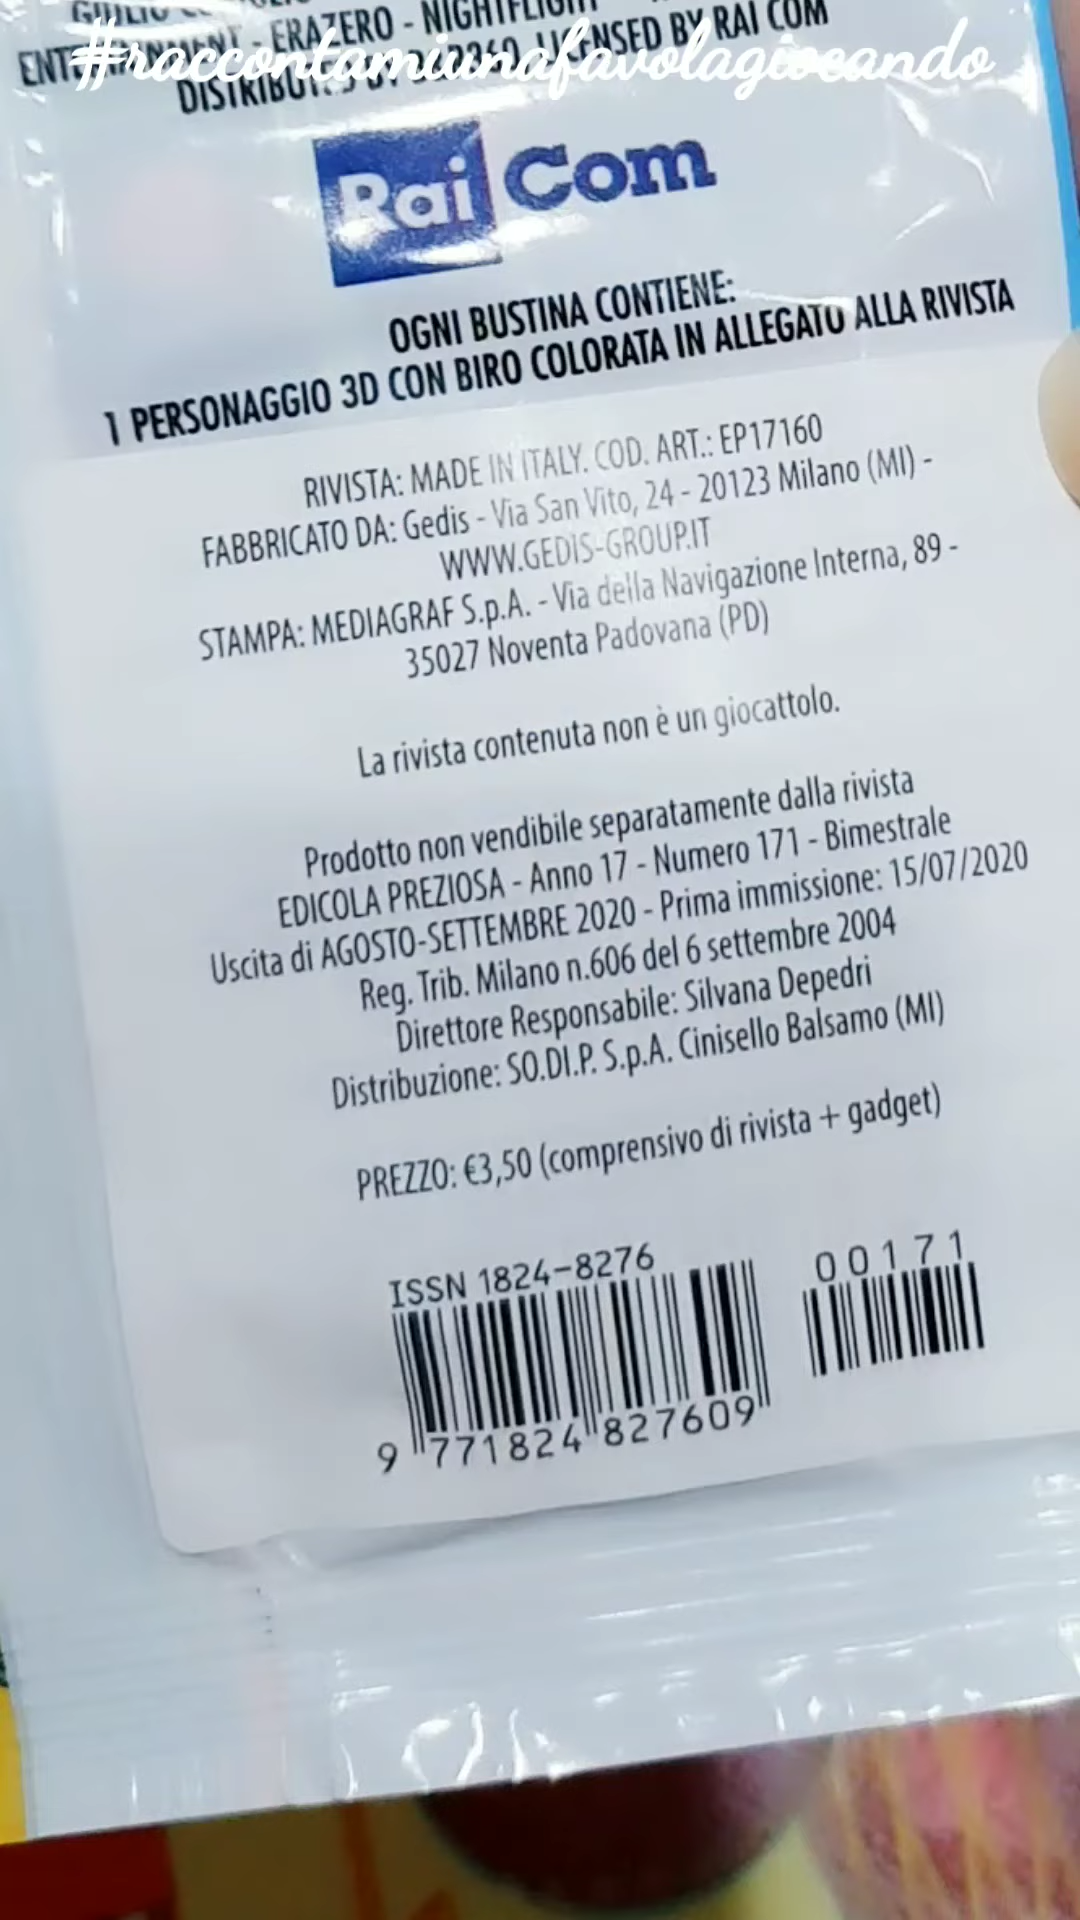 GIULIO
ENTERTAINMENT - ERAZERO - NIGHTFLIGHT
#raccontamiunafavolagiocando
LICENSED BY RAI COM
Rai Com
OGNI BUSTINA CONTIENE:
1 PERSONAGGIO 3D CON BIRO COLORATA IN ALLEGATO ALLA RIVISTA
RIVISTA: MADE IN ITALY. COD. ART.: EP17160
FABBRICATO DA: Gedis - Via San Vito, 24 - 20123 Milano (MI) -
WWW.GEDIS-GROUP.IT
STAMPA: MEDIAGRAF S.p.A. - Via della Navigazione Interna, 89 -
35027 Noventa Padovana (PD)
La rivista contenuta non è un giocattolo.
Prodotto non vendibile separatamente dalla rivista
EDICOLA PREZIOSA - Anno 17 - Numero 171 - Bimestrale
Uscita di AGOSTO-SETTEMBRE 2020 - Prima immissione: 15/07/2020
Reg. Trib. Milano n.606 del 6 settembre 2004
Direttore Responsabile: Silvana Depedri
Distribuzione: SO.DI.P. S.p.A. Cinisello Balsamo (MI)
PREZZO: €3,50 (comprensivo di rivista + gadget)
ISSN 1824-8276
00171
9 771824 827609